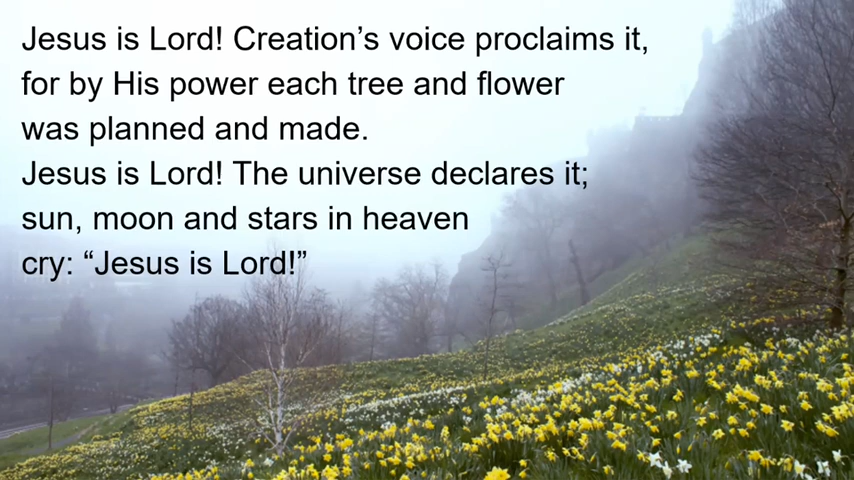 Jesus is Lord! Creation’s voice proclaims it,
for by His power each tree and flower
was planned and made.
Jesus is Lord! The universe declares it;
sun, moon and stars in heaven
cry: “Jesus is Lord!”